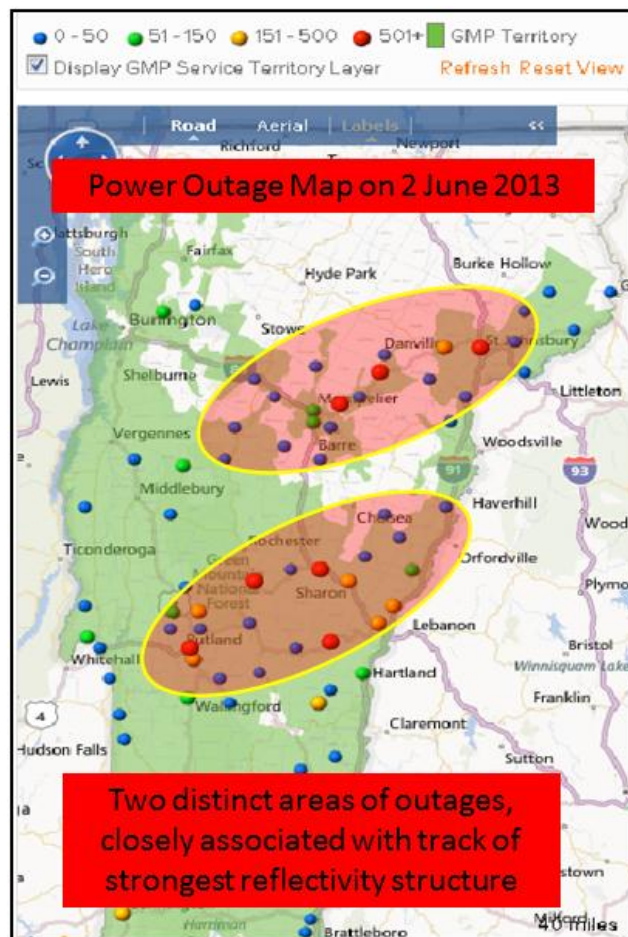 0 - 50 51 - 150 151 - 500 501+ GMP Territory
Display GMP Service Territory Layer Refresh Reset View
Road Aerial Labels <<
Richford Newport
Power Outage Map on 2 June 2013
Plattsburgh
South
Hero
Island
Fairfax
Burke Hollow
Hyde Park
Burlington
Stowe
Lake
Champlain
Danville St Johnsbury
Lewis
Shelburne
Littleton
Montpelier
Vergennes
Barre
Woodsville
91 93
Middlebury
Haverhill
Chelsea
Rochester
Ticonderoga
Orfordville
Green
Mountain
National
Forest
Sharon
Plymo
Lebanon
Rutland
Bristol
Whitehall
Winnisquam Lake
Hartland
Wallingford
Franklin
4
Claremont
Hudson Falls
Sutton
Two distinct areas of outages,
closely associated with track of
strongest reflectivity structure
Harriman
Brattleboro
Milford
40 miles